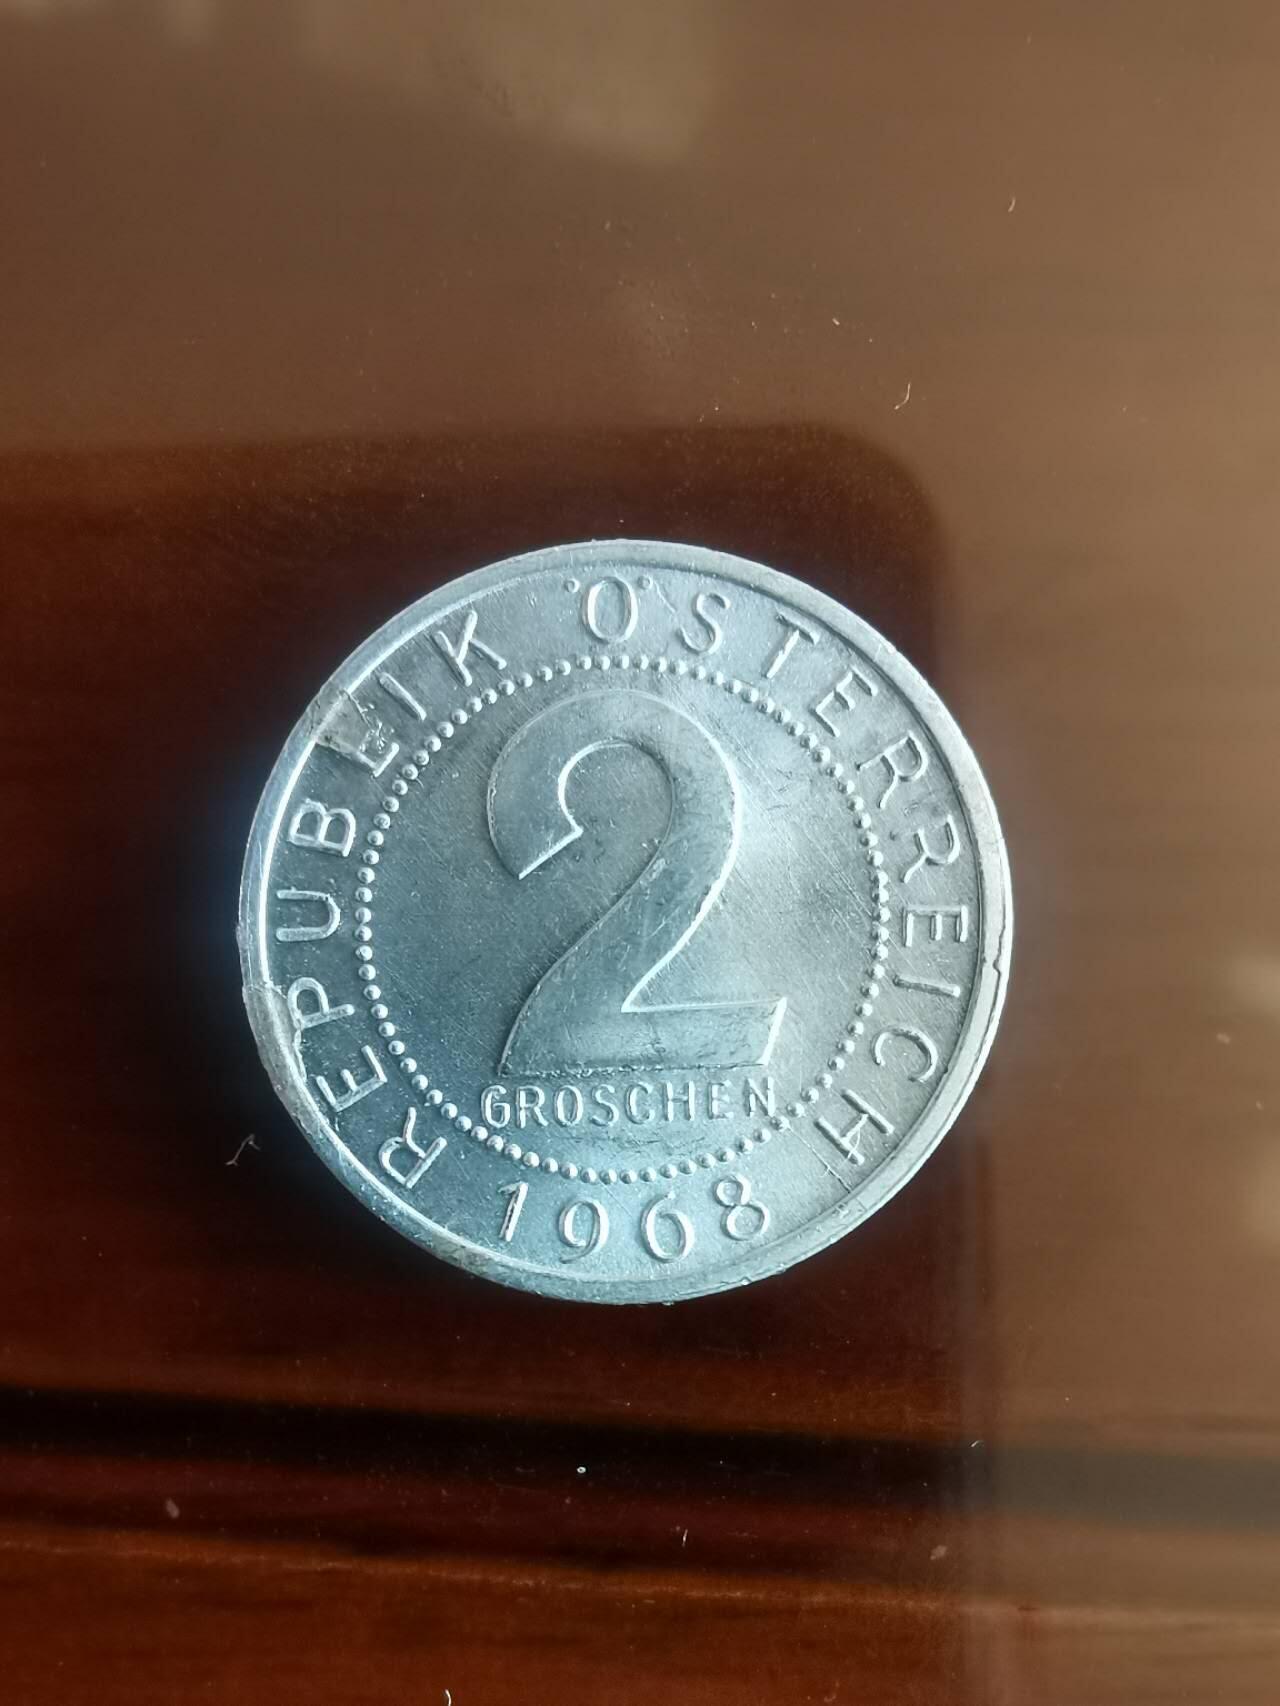 REPUBLIK ÖSTERREICH
2
GROSCHEN
1968